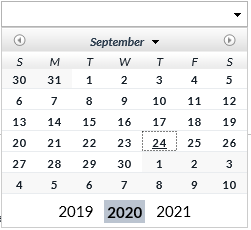 September
S M T W T F S
30 31 1 2 3 4 5
6 7 8 9 10 11 12
13 14 15 16 17 18 19
20 21 22 23 24 25 26
27 28 29 30 1 2 3
4 5 6 7 8 9 10
2019 2020 2021